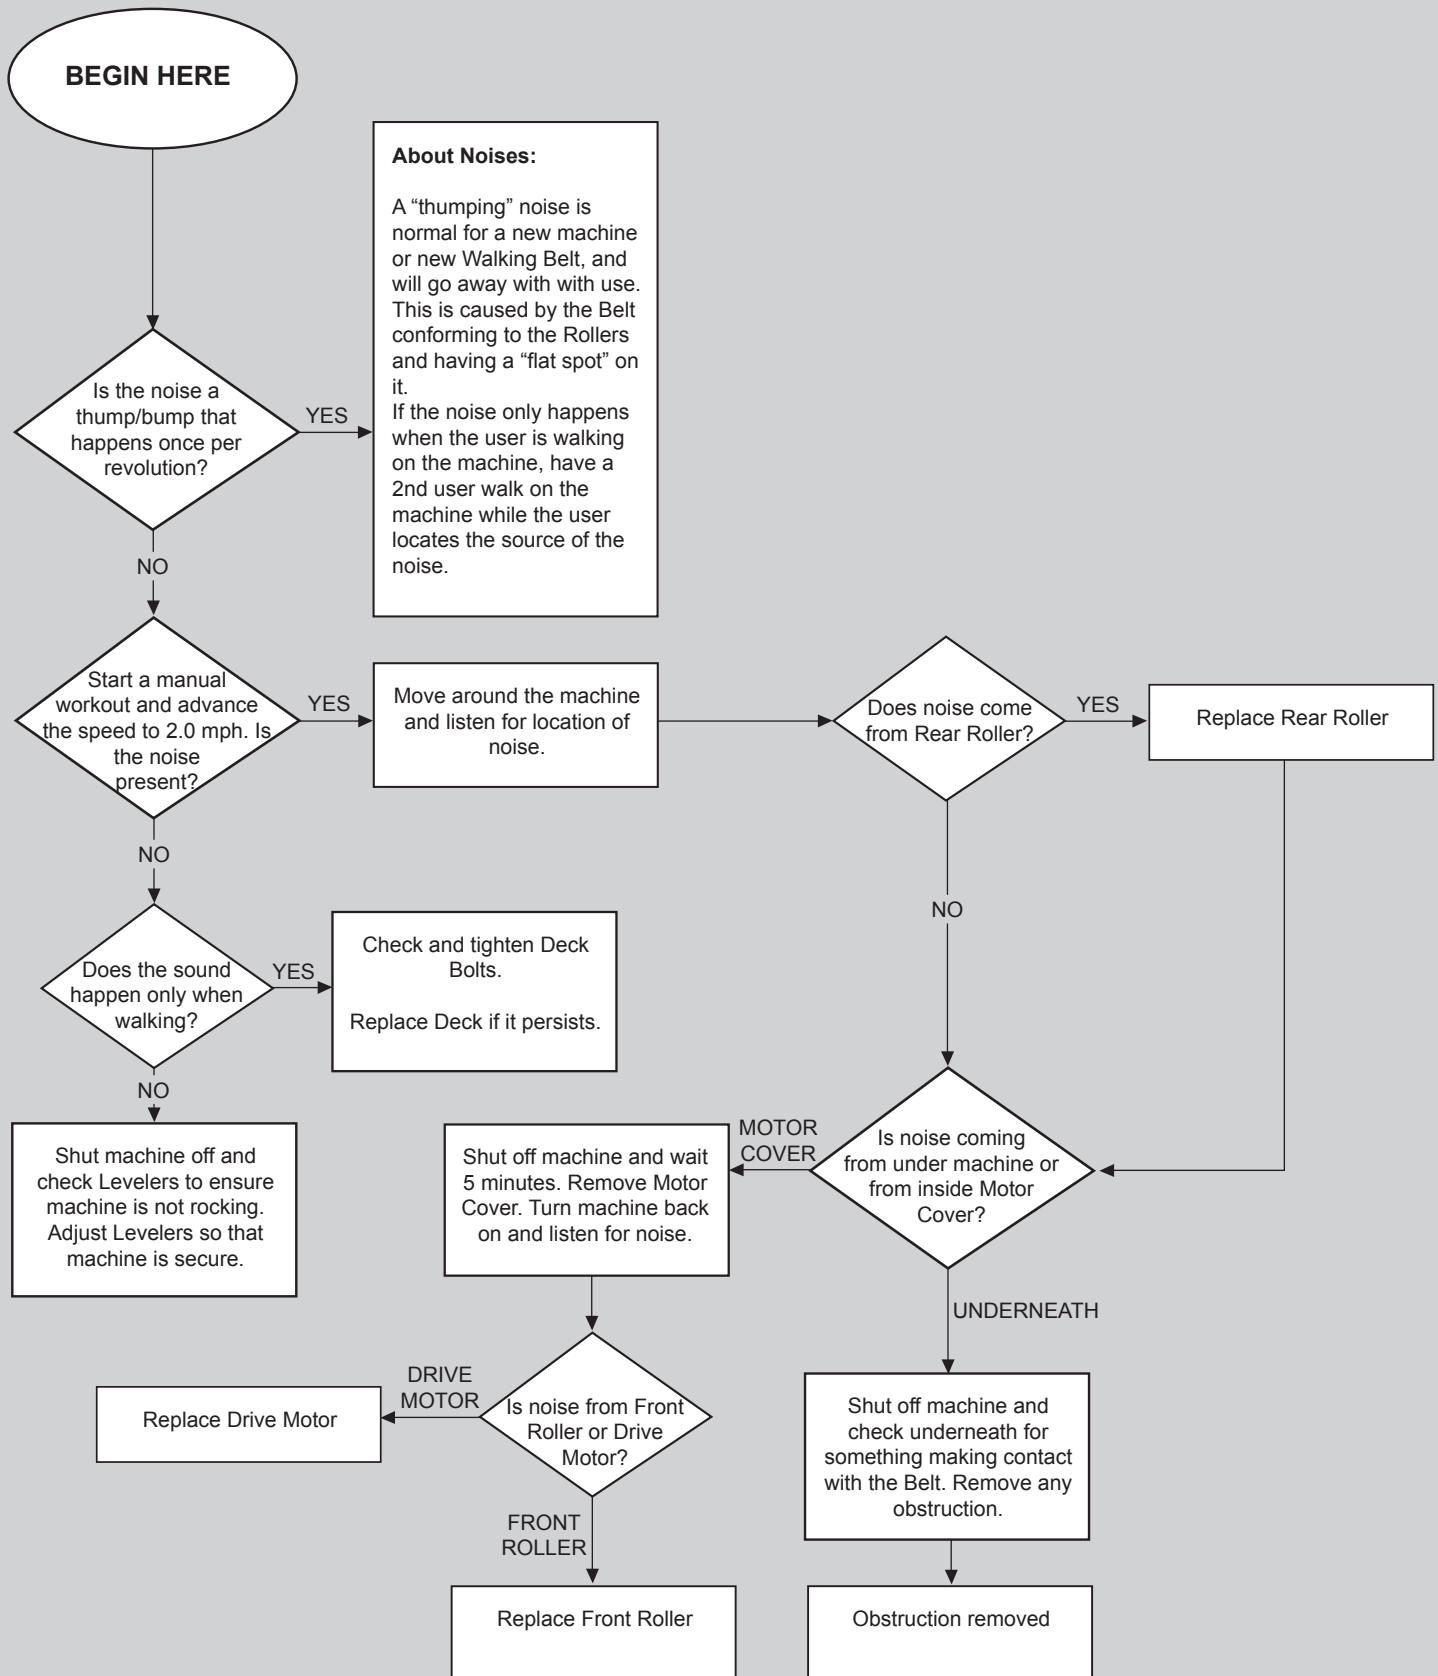 BEGIN HERE
About Noises:
A “thumping” noise is
normal for a new machine
or new Walking Belt, and
will go away with with use.
This is caused by the Belt
conforming to the Rollers
and having a “flat spot” on
it.
If the noise only happens
when the user is walking
on the machine, have a
2nd user walk on the
machine while the user
locates the source of the
noise.
Is the noise a
thump/bump that
happens once per
revolution?
YES
NO
Start a manual
workout and advance
the speed to 2.0 mph. Is
the noise
present?
YES
Move around the machine
and listen for location of
noise.
Does noise come
from Rear Roller?
YES
Replace Rear Roller
NO
NO
Does the sound
happen only when
walking?
YES
Check and tighten Deck
Bolts.
Replace Deck if it persists.
NO
Shut machine off and
check Levelers to ensure
machine is not rocking.
Adjust Levelers so that
machine is secure.
Is noise coming
from under machine or
from inside Motor
Cover?
MOTOR
COVER
Shut off machine and wait
5 minutes. Remove Motor
Cover. Turn machine back
on and listen for noise.
UNDERNEATH
Is noise from Front
Roller or Drive
Motor?
DRIVE
MOTOR
Replace Drive Motor
Shut off machine and
check underneath for
something making contact
with the Belt. Remove any
obstruction.
FRONT
ROLLER
Replace Front Roller
Obstruction removed